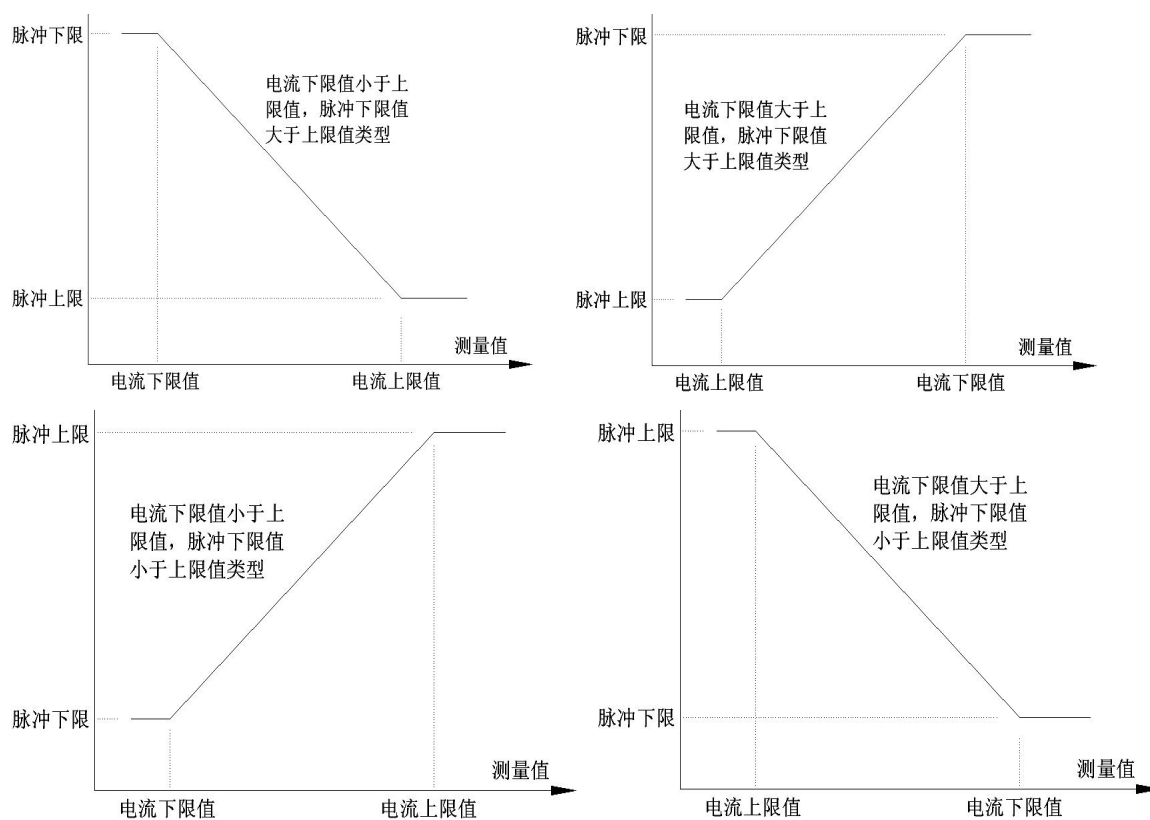 脉冲下限
电流下限值小于上
限值，脉冲下限值
大于上限值类型
脉冲上限
测量值
电流下限值
电流上限值
脉冲下限
电流下限值大于上
限值，脉冲下限值
大于上限值类型
脉冲上限
测量值
电流上限值
电流下限值
脉冲上限
电流下限值小于上
限值，脉冲下限值
小于上限值类型
脉冲下限
测量值
电流下限值
电流上限值
脉冲上限
电流下限值大于上
限值，脉冲下限值
小于上限值类型
脉冲下限
测量值
电流上限值
电流下限值